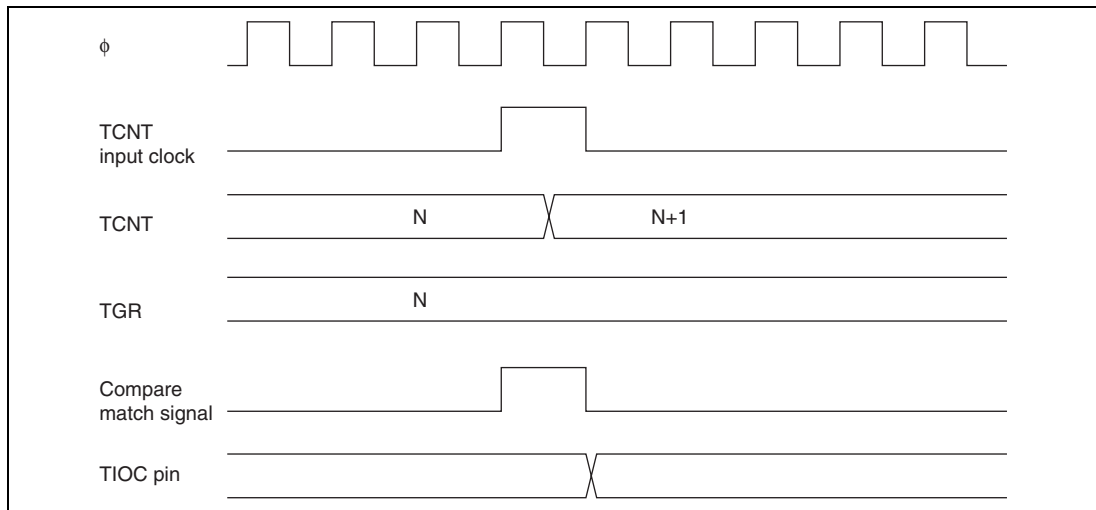 ϕ
TCNT
input clock
TCNT
N
N+1
TGR
N
Compare
match signal
TIOC pin